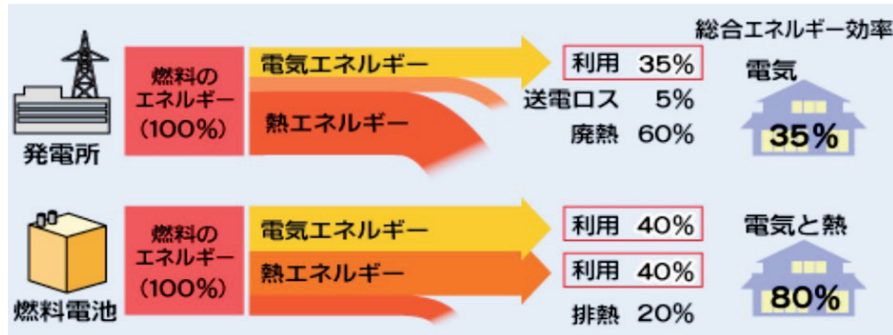 総合エネルギー効率
発電所
燃料の
エネルギー
(100%)
電気エネルギー
熱エネルギー
利用 35%
送電ロス 5%
廃熱 60%
電気
35%
燃料電池
燃料の
エネルギー
(100%)
電気エネルギー
熱エネルギー
利用 40%
利用 40%
排熱 20%
電気と熱
80%